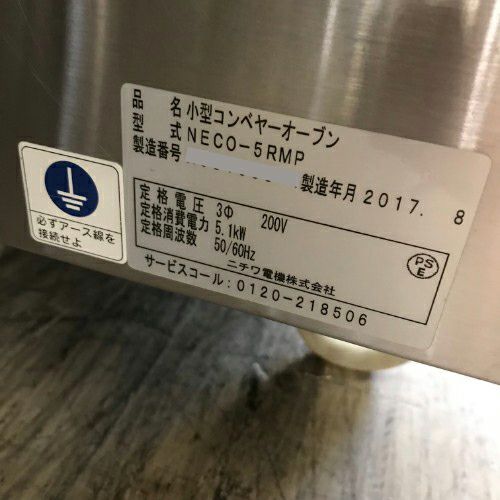 品 名 小型コンベヤーオーブン
型 式 NECO-5RMP
製造番号 製造年月 2017. 8
定格電圧 3Φ 200V
定格消費電力 5.1kW
定格周波数 50/60Hz
PS
E
ニチワ電機株式会社
サービスコール:0120-218506
必ずアース線を
接続せよ